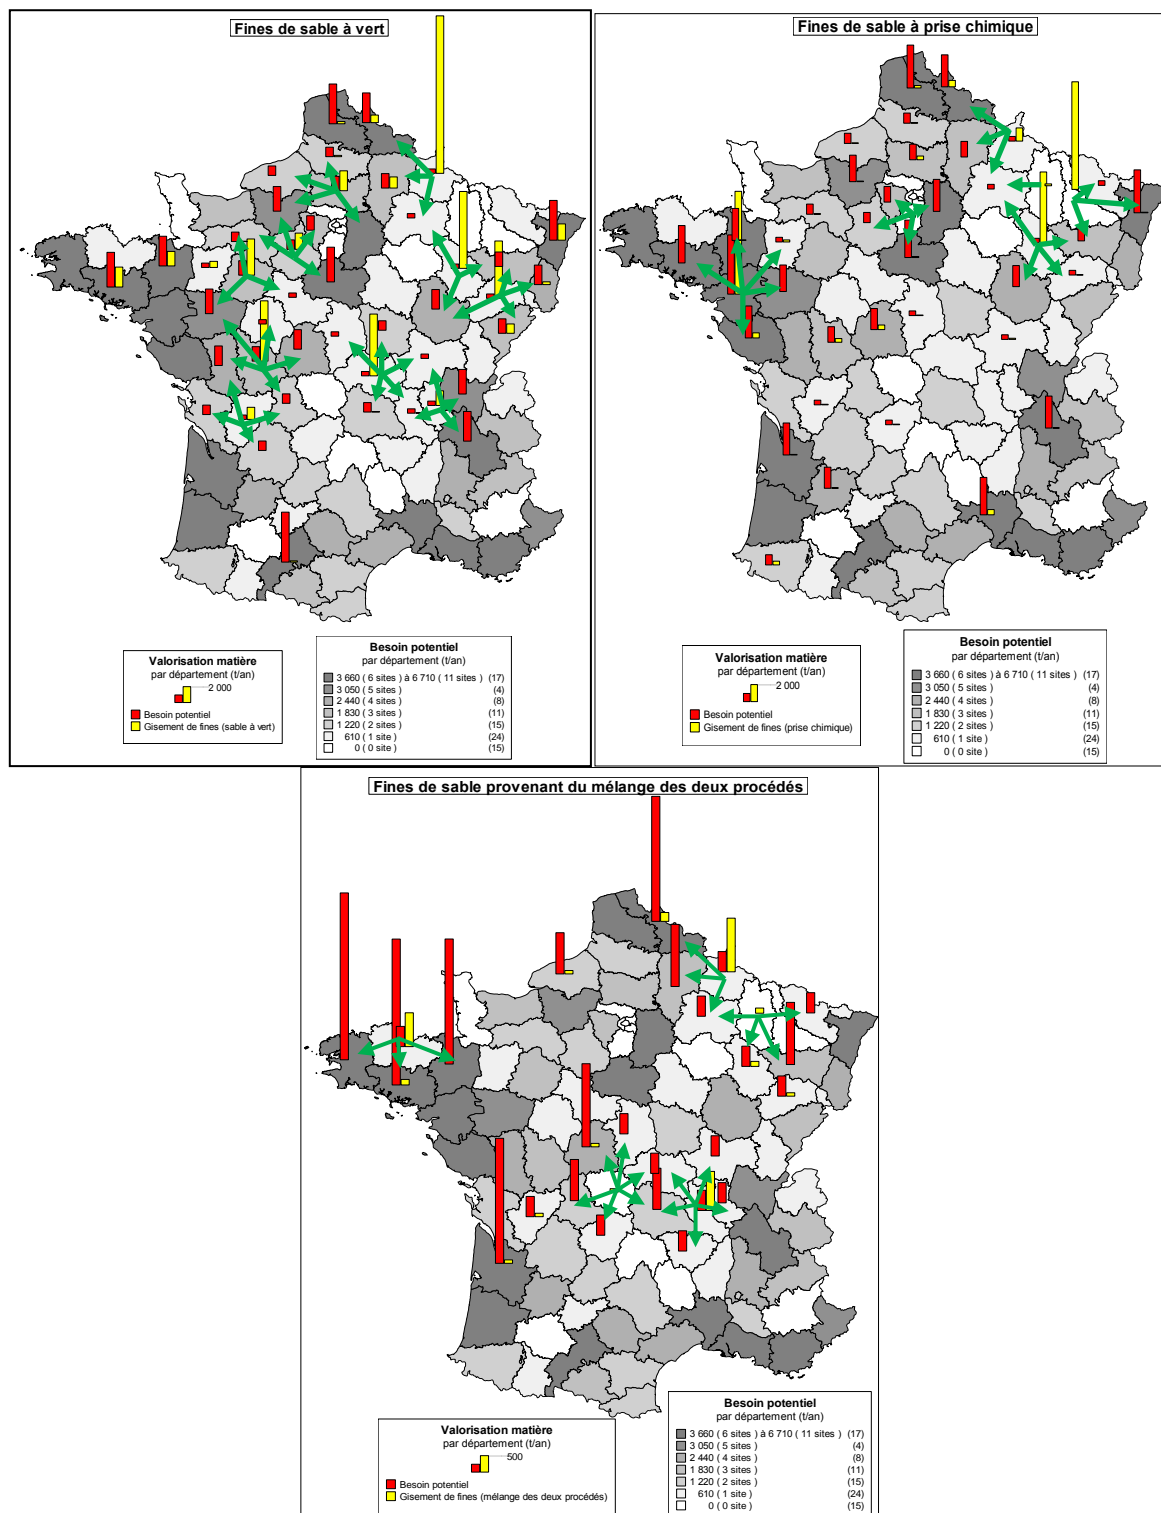 Fines de sable à vert
Valorisation matière
par département (t/an)
2 000
Besoin potentiel
Gisement de fines (sable à vert)
Besoin potentiel
par département (t/an)
3 660 ( 6 sites ) à 6 710 ( 11 sites ) (17)
3 050 ( 5 sites ) (4)
2 440 ( 4 sites ) (8)
1 830 ( 3 sites ) (11)
1 220 ( 2 sites ) (15)
610 ( 1 site ) (24)
0 ( 0 site ) (15)
Fines de sable à prise chimique
Valorisation matière
par département (t/an)
2 000
Besoin potentiel
Gisement de fines (prise chimique)
Besoin potentiel
par département (t/an)
3 660 ( 6 sites ) à 6 710 ( 11 sites ) (17)
3 050 ( 5 sites ) (4)
2 440 ( 4 sites ) (8)
1 830 ( 3 sites ) (11)
1 220 ( 2 sites ) (15)
610 ( 1 site ) (24)
0 ( 0 site ) (15)
Fines de sable provenant du mélange des deux procédés
Valorisation matière
par département (t/an)
500
Besoin potentiel
Gisement de fines (mélange des deux procédés)
Besoin potentiel
par département (t/an)
3 660 ( 6 sites ) à 6 710 ( 11 sites ) (17)
3 050 ( 5 sites ) (4)
2 440 ( 4 sites ) (8)
1 830 ( 3 sites ) (11)
1 220 ( 2 sites ) (15)
610 ( 1 site ) (24)
0 ( 0 site ) (15)